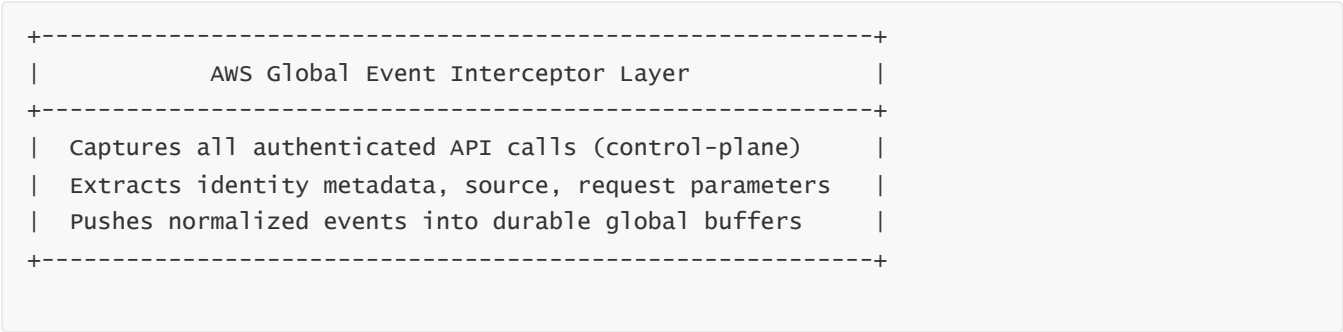 +-----------------------------------------------------------+
|            AWS Global Event Interceptor Layer             |
+-----------------------------------------------------------+
|  Captures all authenticated API calls (control-plane)     |
|  Extracts identity metadata, source, request parameters   |
|  Pushes normalized events into durable global buffers     |
+-----------------------------------------------------------+